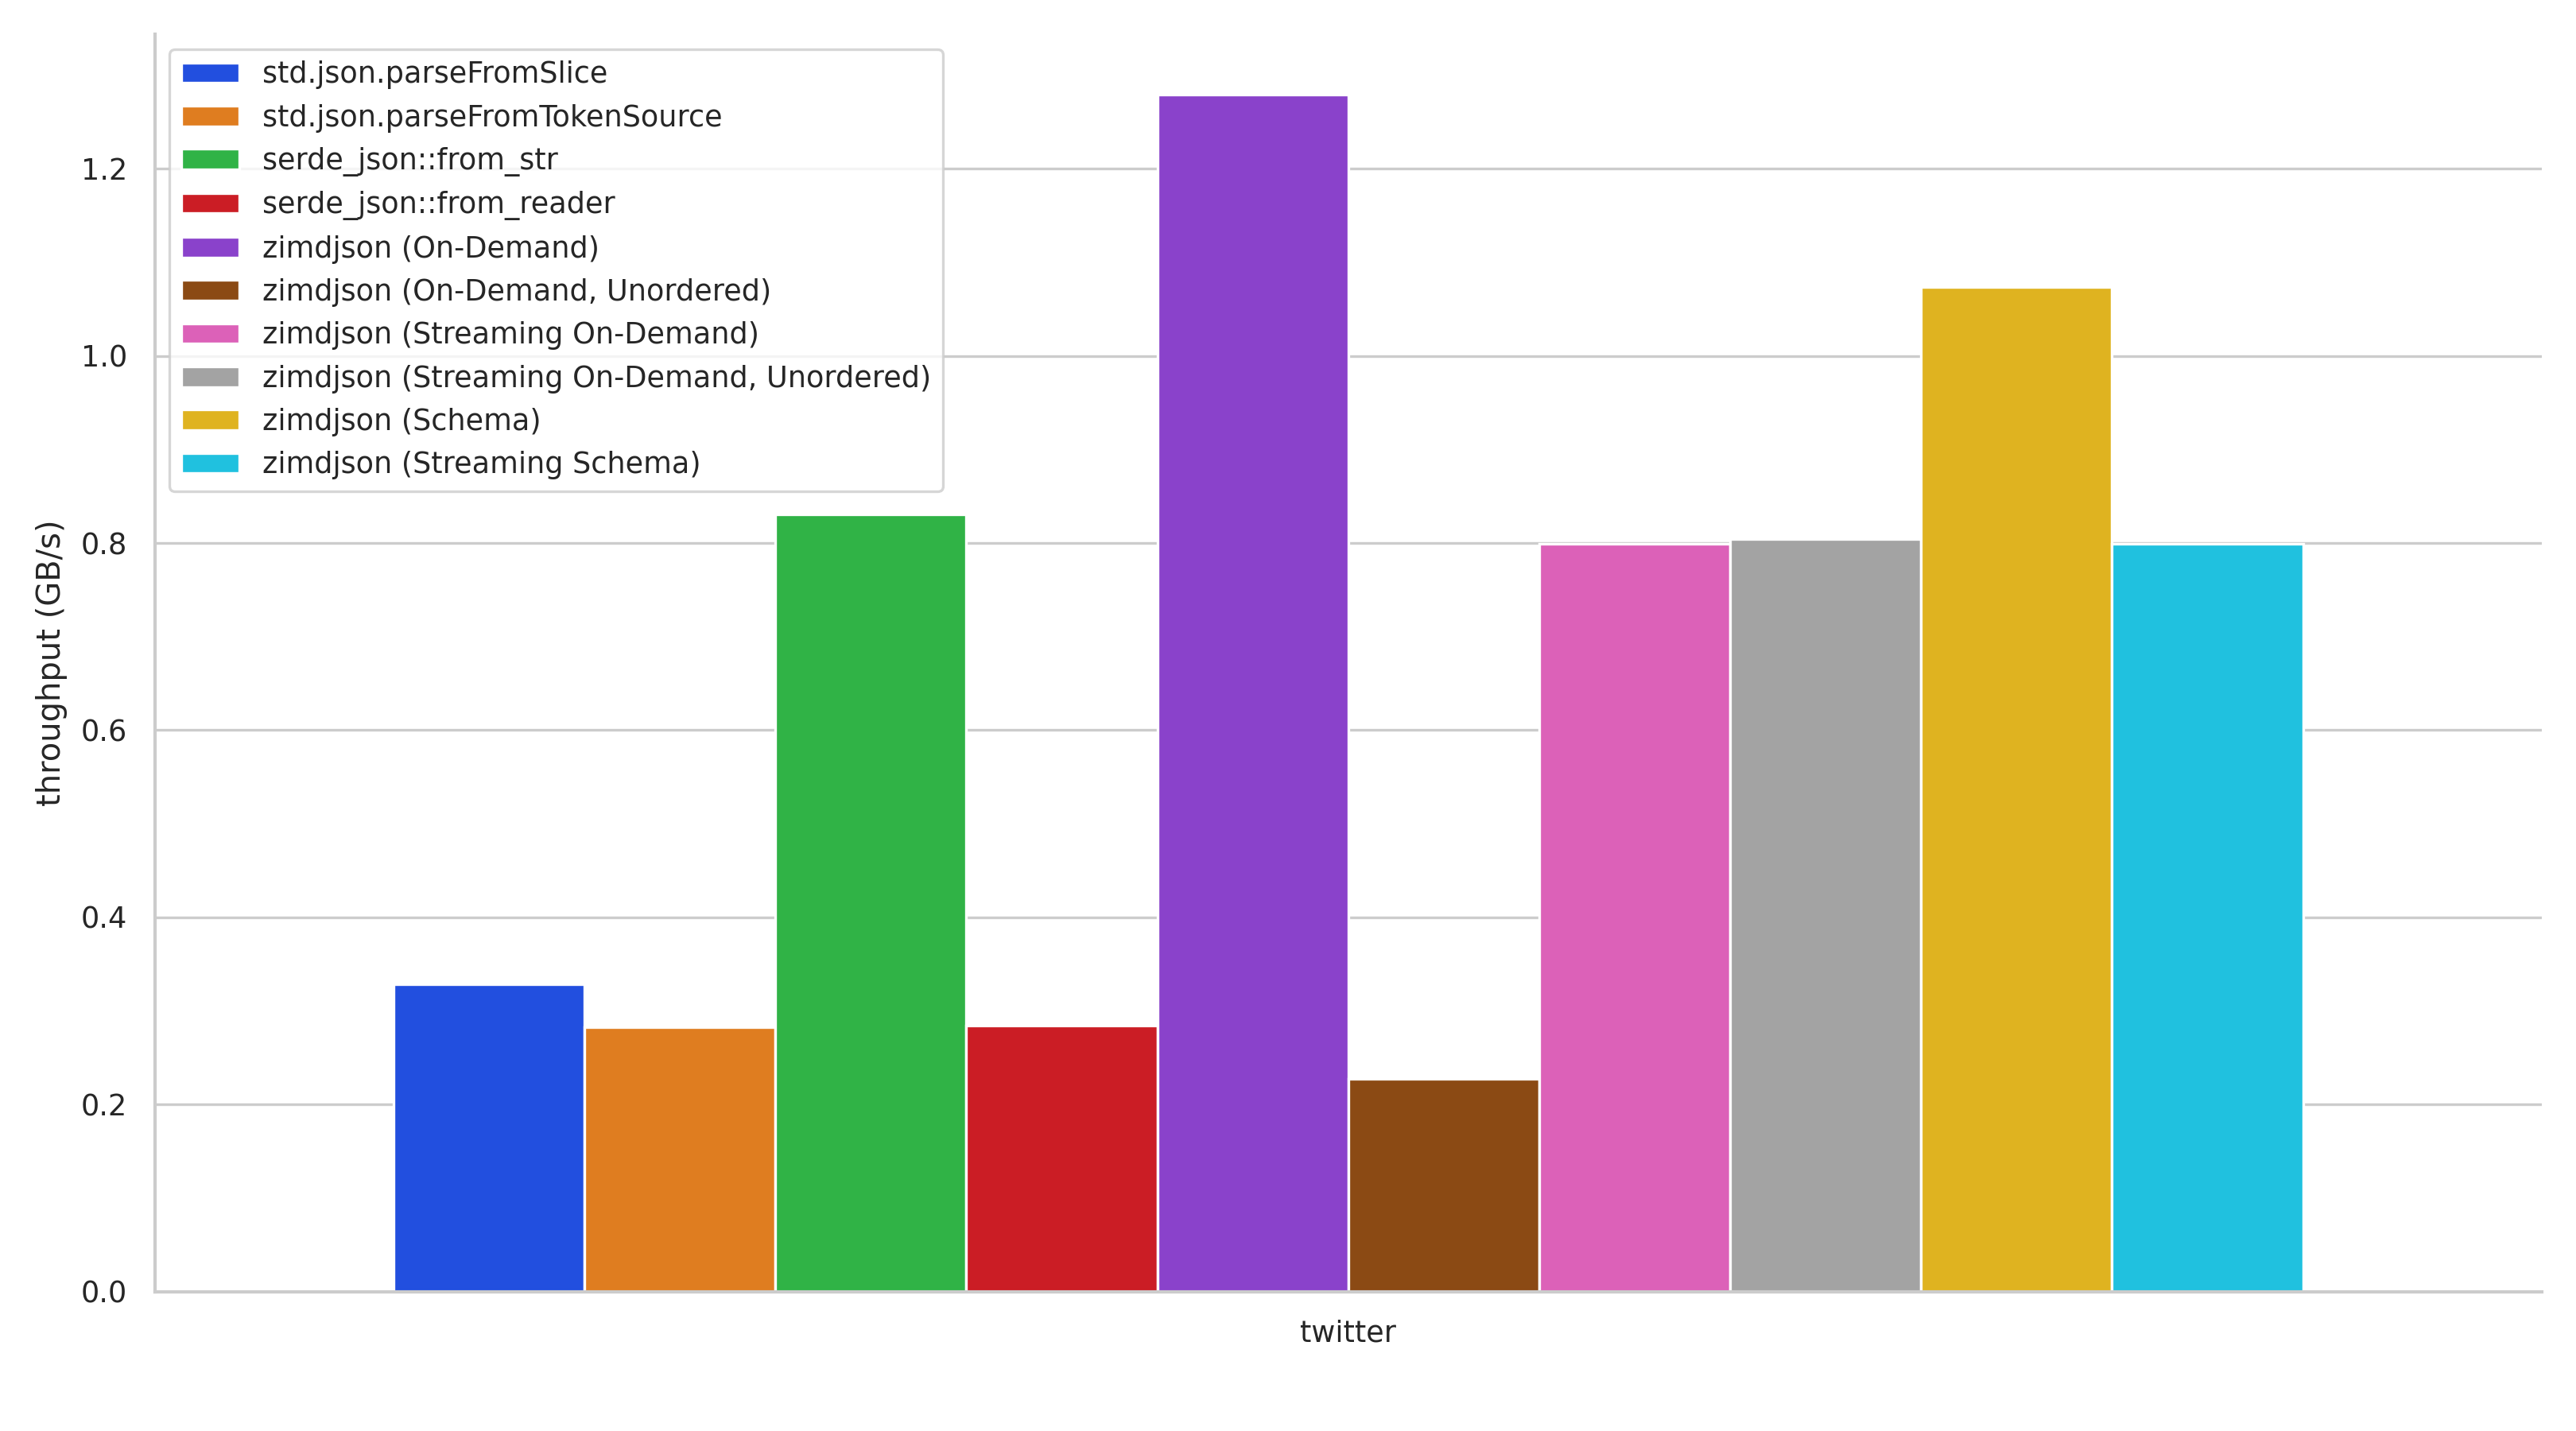 std.json.parseFromSlice
std.json.parseFromTokenSource
serde_json::from_str
serde_json::from_reader
zimdjson (On-Demand)
zimdjson (On-Demand, Unordered)
zimdjson (Streaming On-Demand)
zimdjson (Streaming On-Demand, Unordered)
zimdjson (Schema)
zimdjson (Streaming Schema)
throughput (GB/s)
1.2
1.0
0.8
0.6
0.4
0.2
0.0
twitter